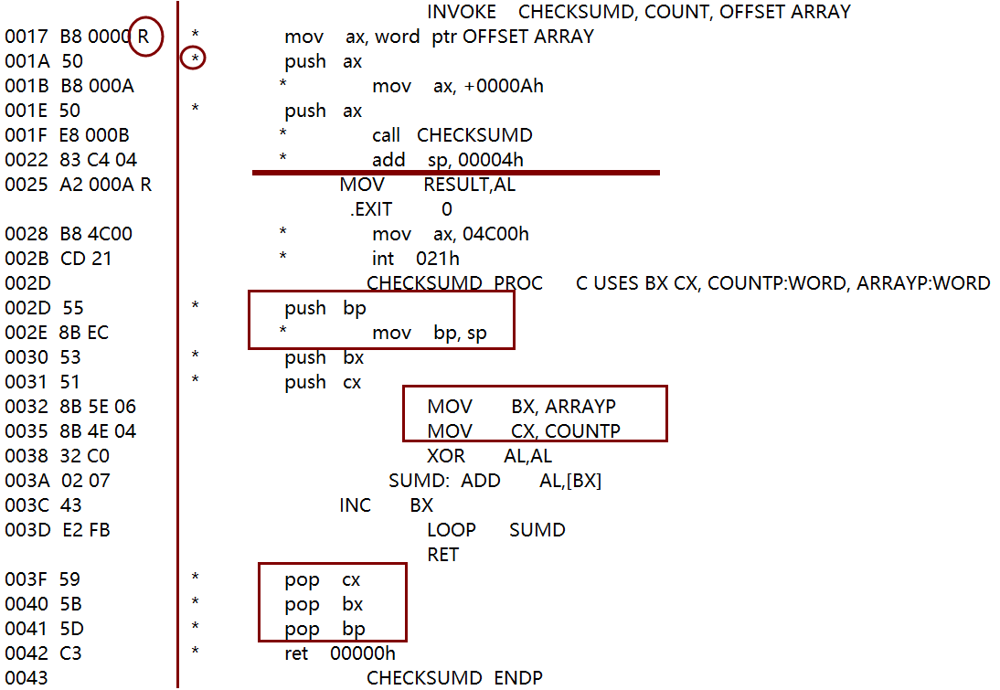 INVOKE CHECKSUMD, COUNT, OFFSET ARRAY
0017 B8 0000 R * mov ax, word ptr OFFSET ARRAY
001A 50 * push ax
001B B8 000A * mov ax, +0000Ah
001E 50 * push ax
001F E8 000B * call CHECKSUMD
0022 83 C4 04 * add sp, 00004h
0025 A2 000A R MOV RESULT,AL
.EXIT 0
0028 B8 4C00 * mov ax, 04C00h
002B CD 21 * int 021h
002D CHECKSUMD PROC C USES BX CX, COUNTP:WORD, ARRAYP:WORD
002D 55 * push bp
002E 8B EC * mov bp, sp
0030 53 * push bx
0031 51 * push cx
0032 8B 5E 06 MOV BX, ARRAYP
0035 8B 4E 04 MOV CX, COUNTP
0038 32 C0 XOR AL,AL
003A 02 07 SUMD: ADD AL,[BX]
003C 43 INC BX
003D E2 FB LOOP SUMD
RET
003F 59 * pop cx
0040 5B * pop bx
0041 5D * pop bp
0042 C3 * ret 00000h
0043 CHECKSUMD ENDP